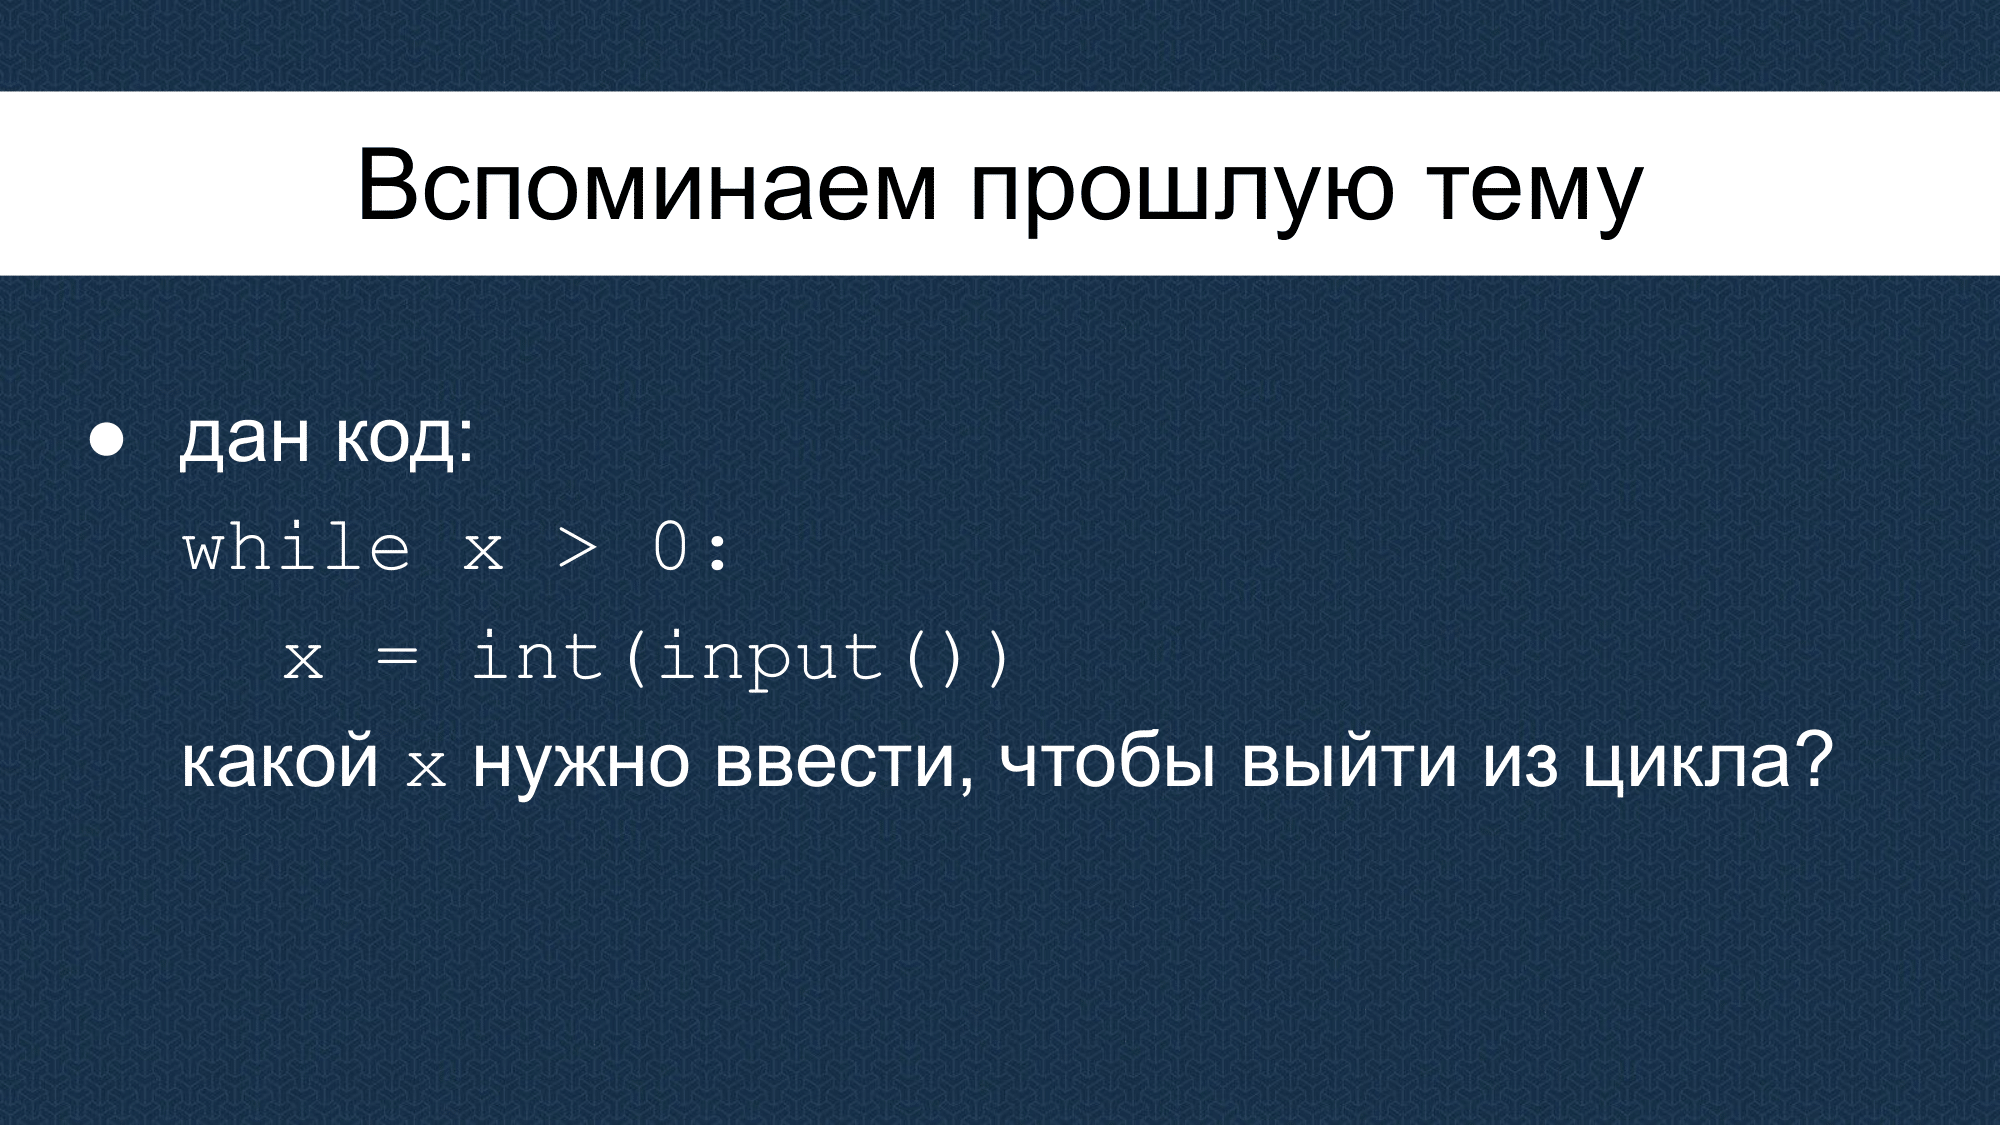 Вспоминаем прошлую тему
● дан код:
while x > 0:
  x = int(input())
какой x нужно ввести, чтобы выйти из цикла?